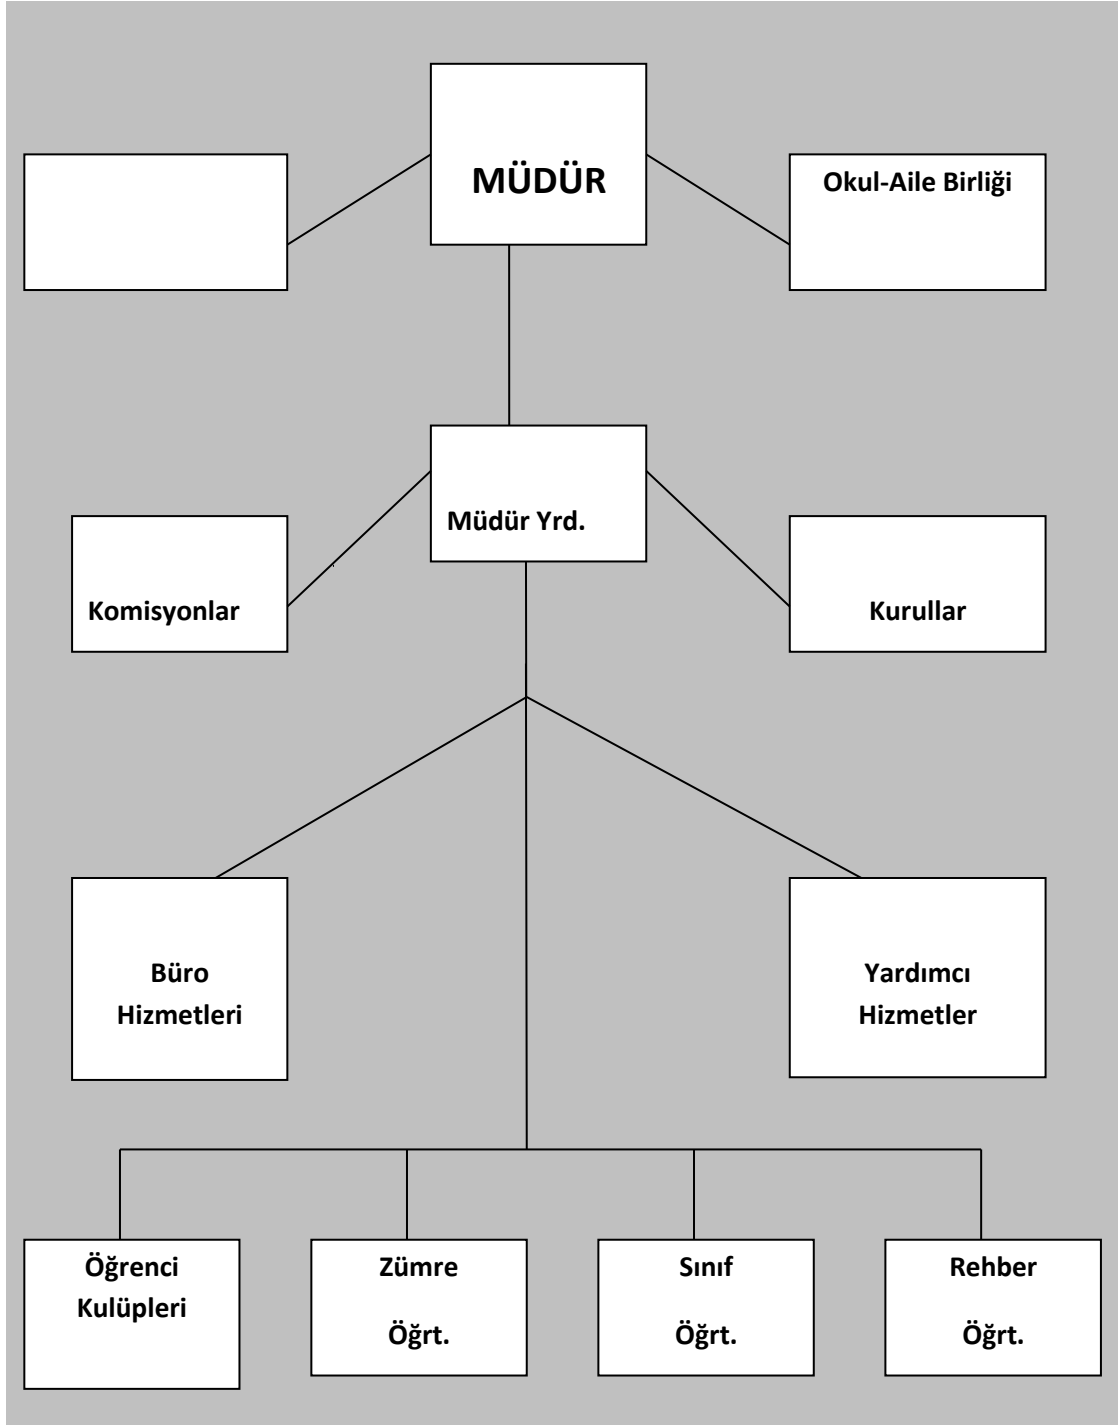 MÜDÜR
Okul-Aile Birliği
Müdür Yrd.
Komisyonlar
Kurullar
Büro
Hizmetleri
Yardımcı
Hizmetler
Öğrenci
Kulüpleri
Zümre
Öğrt.
Sınıf
Öğrt.
Rehber
Öğrt.